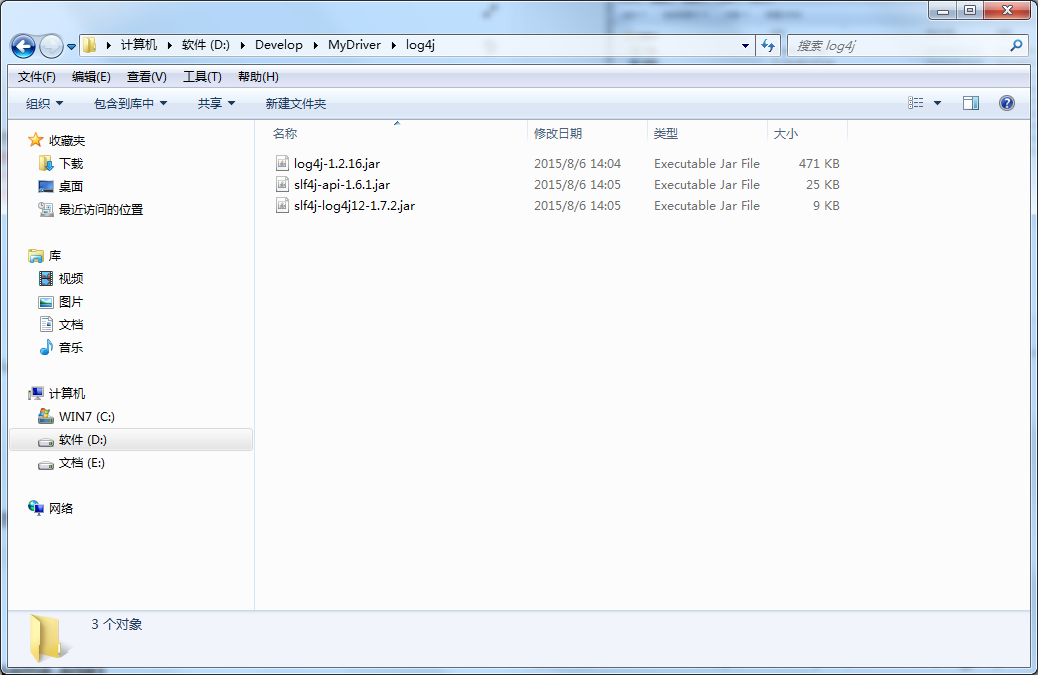 计算机 软件 (D:) Develop MyDriver log4j 搜索 log4j
文件(F) 编辑(E) 查看(V) 工具(T) 帮助(H)
组织 包含到库中 共享 新建文件夹
名称 修改日期 类型 大小
log4j-1.2.16.jar 2015/8/6 14:04 Executable Jar File 471 KB
slf4j-api-1.6.1.jar 2015/8/6 14:05 Executable Jar File 25 KB
slf4j-log4j12-1.7.2.jar 2015/8/6 14:05 Executable Jar File 9 KB
收藏夹
下载
桌面
最近访问的位置
库
视频
图片
文档
音乐
计算机
WIN7 (C:)
软件 (D:)
文档 (E:)
网络
3 个对象